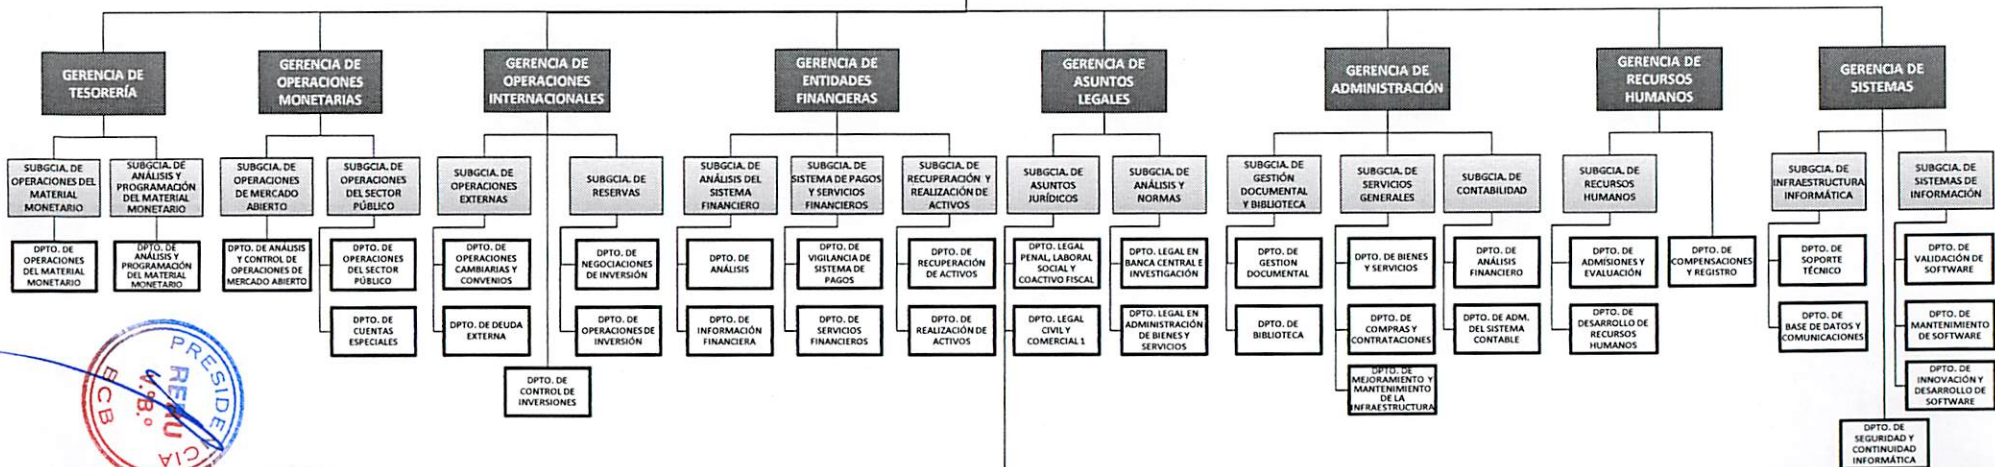 GERENCIA DE
TESORERÍA
GERENCIA DE
OPERACIONES
MONETARIAS
GERENCIA DE
OPERACIONES
INTERNACIONALES
GERENCIA DE
ENTIDADES
FINANCIERAS
GERENCIA DE
ASUNTOS
LEGALES
GERENCIA DE
ADMINISTRACIÓN
GERENCIA DE
RECURSOS
HUMANOS
GERENCIA DE
SISTEMAS
SUBGCIA. DE
OPERACIONES DEL
MATERIAL
MONETARIO
SUBGCIA. DE
ANÁLISIS Y
PROGRAMACIÓN
DEL MATERIAL
MONETARIO
SUBGCIA. DE
OPERACIONES
DE MERCADO
ABIERTO
SUBGCIA. DE
OPERACIONES
DEL SECTOR
PÚBLICO
SUBGCIA. DE
OPERACIONES
EXTERNAS
SUBGCIA. DE
RESERVAS
SUBGCIA. DE
ANÁLISIS DEL
SISTEMA
FINANCIERO
SUBGCIA. DE
SISTEMA DE PAGOS
Y SERVICIOS
FINANCIEROS
SUBGCIA. DE
RECUPERACIÓN Y
REALIZACIÓN DE
ACTIVOS
SUBGCIA. DE
ASUNTOS
JURÍDICOS
SUBGCIA. DE
ANÁLISIS Y
NORMAS
SUBGCIA. DE
GESTIÓN
DOCUMENTAL
Y BIBLIOTECA
SUBGCIA. DE
SERVICIOS
GENERALES
SUBGCIA. DE
CONTABILIDAD
SUBGCIA. DE
RECURSOS
HUMANOS
SUBGCIA. DE
INFRAESTRUCTURA
INFORMÁTICA
SUBGCIA. DE
SISTEMAS DE
INFORMACIÓN
DPTO. DE
OPERACIONES
DEL MATERIAL
MONETARIO
DPTO. DE
ANÁLISIS Y
PROGRAMACIÓN
DEL MATERIAL
MONETARIO
DPTO. DE ANÁLISIS
Y CONTROL DE
OPERACIONES DE
MERCADO ABIERTO
DPTO. DE
OPERACIONES
DEL SECTOR
PÚBLICO
DPTO. DE
OPERACIONES
CAMBIARIAS Y
CONVENIOS
DPTO. DE
NEGOCIACIONES
DE INVERSIÓN
DPTO. DE
ANÁLISIS
DPTO. DE
VIGILANCIA DE
SISTEMA DE
PAGOS
DPTO. DE
RECUPERACIÓN
DE ACTIVOS
DPTO. LEGAL
PENAL, LABORAL
SOCIAL Y
COACTIVO FISCAL
DPTO. LEGAL EN
BANCA CENTRAL E
INVESTIGACIÓN
DPTO. DE
GESTION
DOCUMENTAL
DPTO. DE BIENES
Y SERVICIOS
DPTO. DE
ANÁLISIS
FINANCIERO
DPTO. DE
ADMISIONES Y
EVALUACIÓN
DPTO. DE
COMPENSACIONES
Y REGISTRO
DPTO. DE
SOPORTE
TÉCNICO
DPTO. DE
VALIDACIÓN DE
SOFTWARE
DPTO. DE
CUENTAS
ESPECIALES
DPTO. DE DEUDA
EXTERNA
DPTO. DE
OPERACIONES DE
INVERSIÓN
DPTO. DE
INFORMACIÓN
FINANCIERA
DPTO. DE
SERVICIOS
FINANCIEROS
DPTO. DE
REALIZACIÓN DE
ACTIVOS
DPTO. LEGAL
CIVIL Y
COMERCIAL 1
DPTO. LEGAL EN
ADMINISTRACIÓN
DE BIENES Y
SERVICIOS
DPTO. DE
BIBLIOTECA
DPTO. DE
COMPRAS Y
CONTRATACIONES
DPTO. DE ADM.
DEL SISTEMA
CONTABLE
DPTO. DE
DESARROLLO DE
RECURSOS
HUMANOS
DPTO. DE
BASE DE DATOS Y
COMUNICACIONES
DPTO. DE
MANTENIMIENTO
DE SOFTWARE
DPTO. DE
CONTROL DE
INVERSIONES
DPTO. DE
MEJORAMIENTO Y
MANTENIMIENTO
DE LA
INFRAESTRUCTURA
DPTO. DE
INNOVACIÓN Y
DESARROLLO DE
SOFTWARE
DPTO. DE
SEGURIDAD Y
CONTINUIDAD
INFORMÁTICA
PRESIDENCIA
V.°B.°
BCB